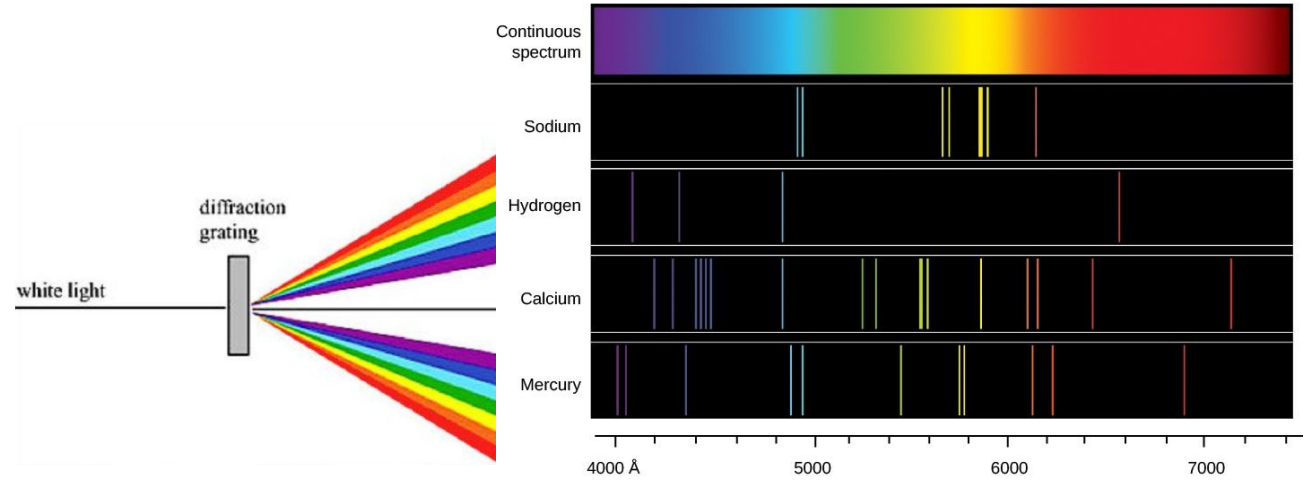 diffraction
grating
white light
Continuous
spectrum
Sodium
Hydrogen
Calcium
Mercury
4000 Å 5000 6000 7000